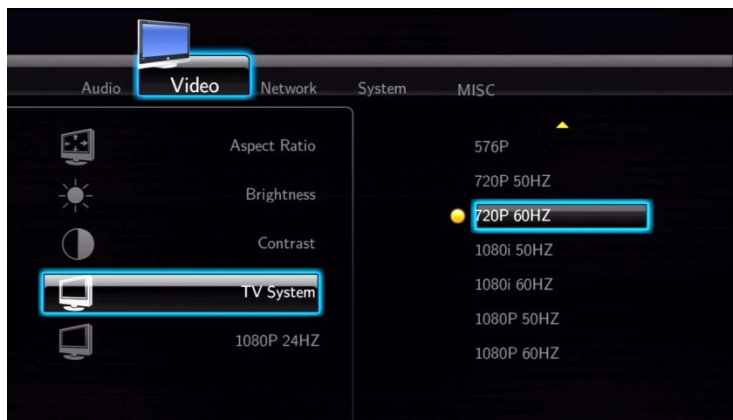 Audio Video Network System MISC
Aspect Ratio
Brightness
Contrast
TV System
1080P 24HZ
576P
720P 50HZ
720P 60HZ
1080i 50HZ
1080i 60HZ
1080P 50HZ
1080P 60HZ